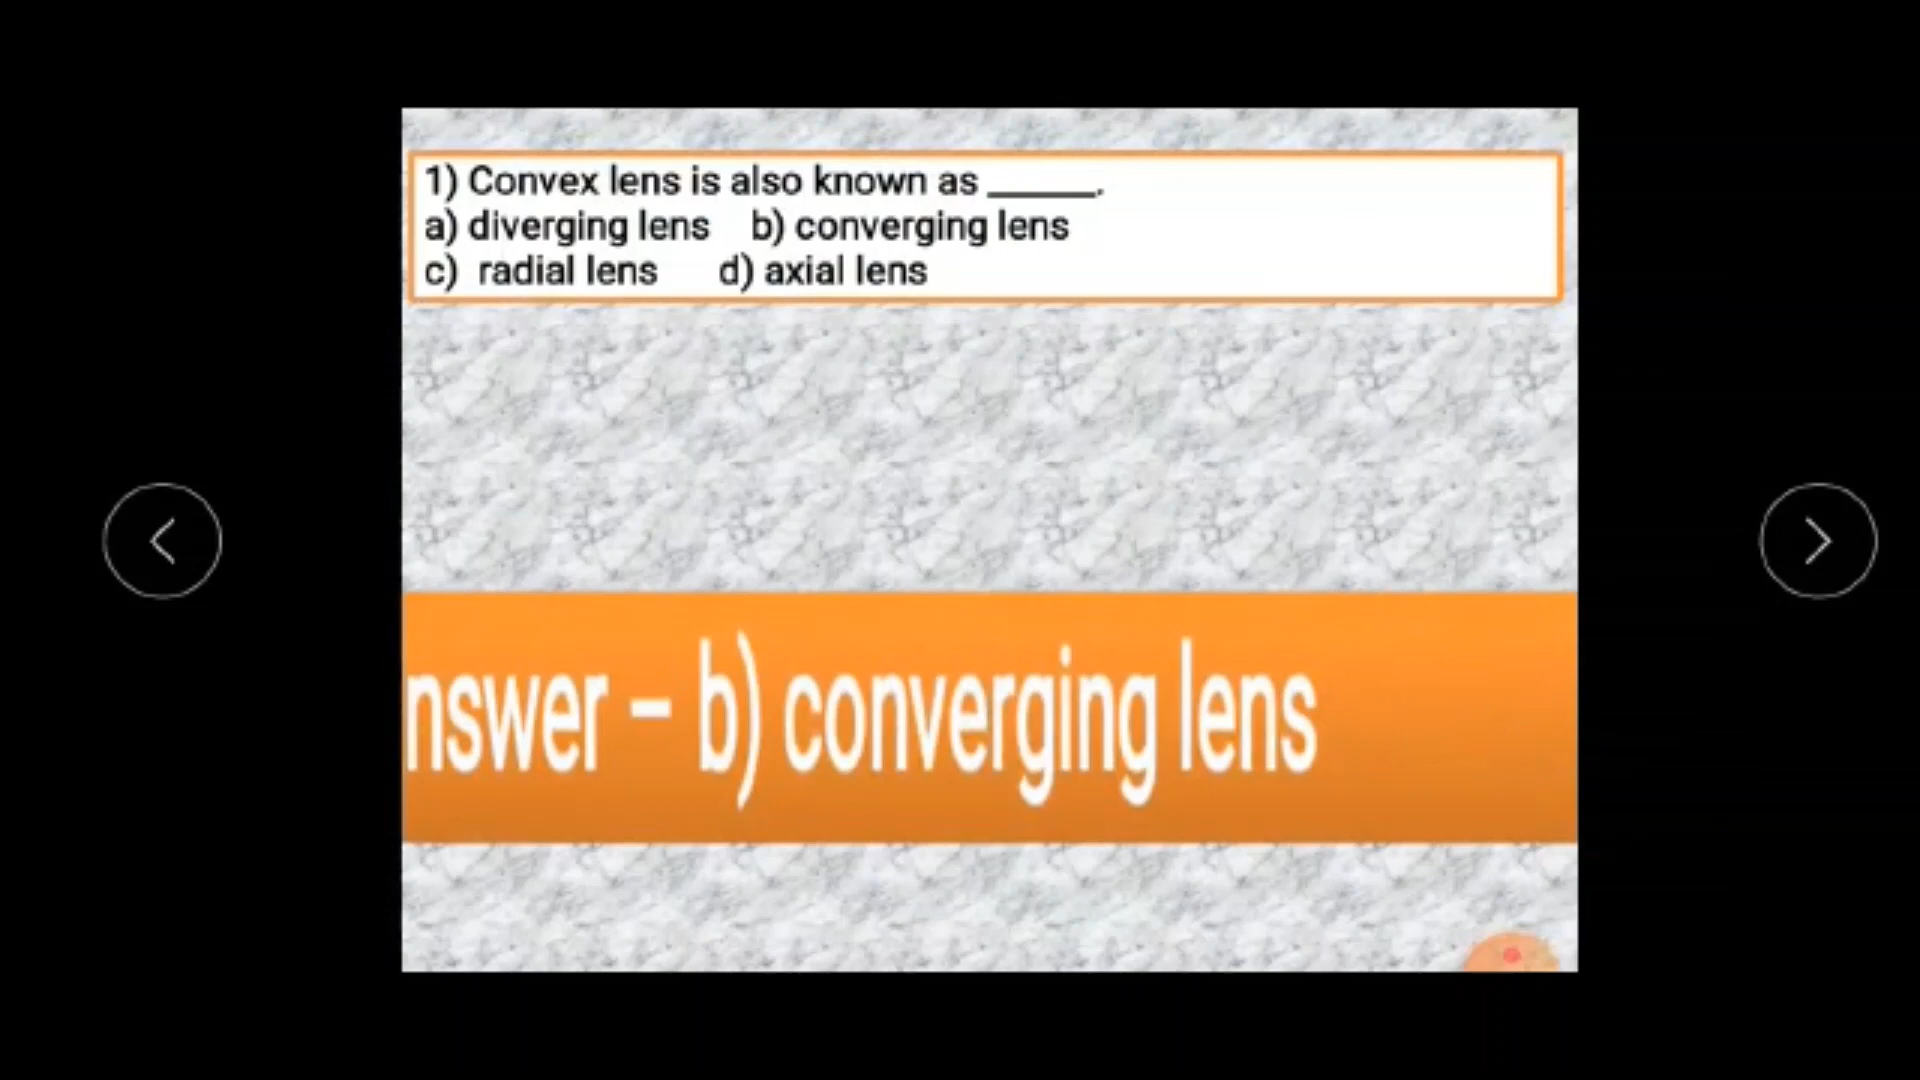 1) Convex lens is also known as ______.
a) diverging lens b) converging lens
c) radial lens d) axial lens
nswer – b) converging lens